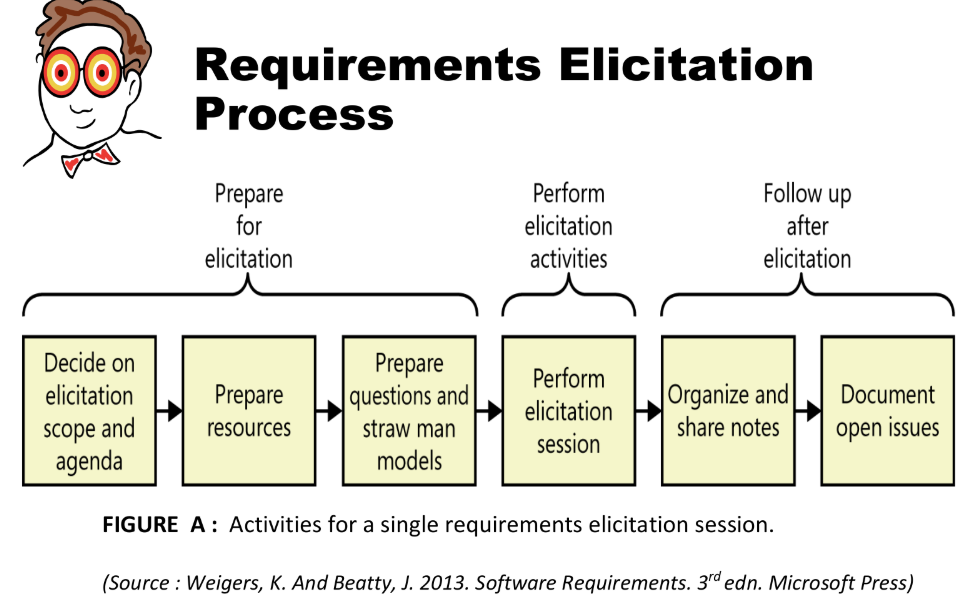 Requirements Elicitation
Process
Prepare
for
elicitation
Perform
elicitation
activities
Follow up
after
elicitation
Decide on
elicitation
scope and
agenda
Prepare
resources
Prepare
questions and
straw man
models
Perform
elicitation
session
Organize and
share notes
Document
open issues
FIGURE A : Activities for a single requirements elicitation session.
(Source : Weigers, K. And Beatty, J. 2013. Software Requirements. 3rd edn. Microsoft Press)